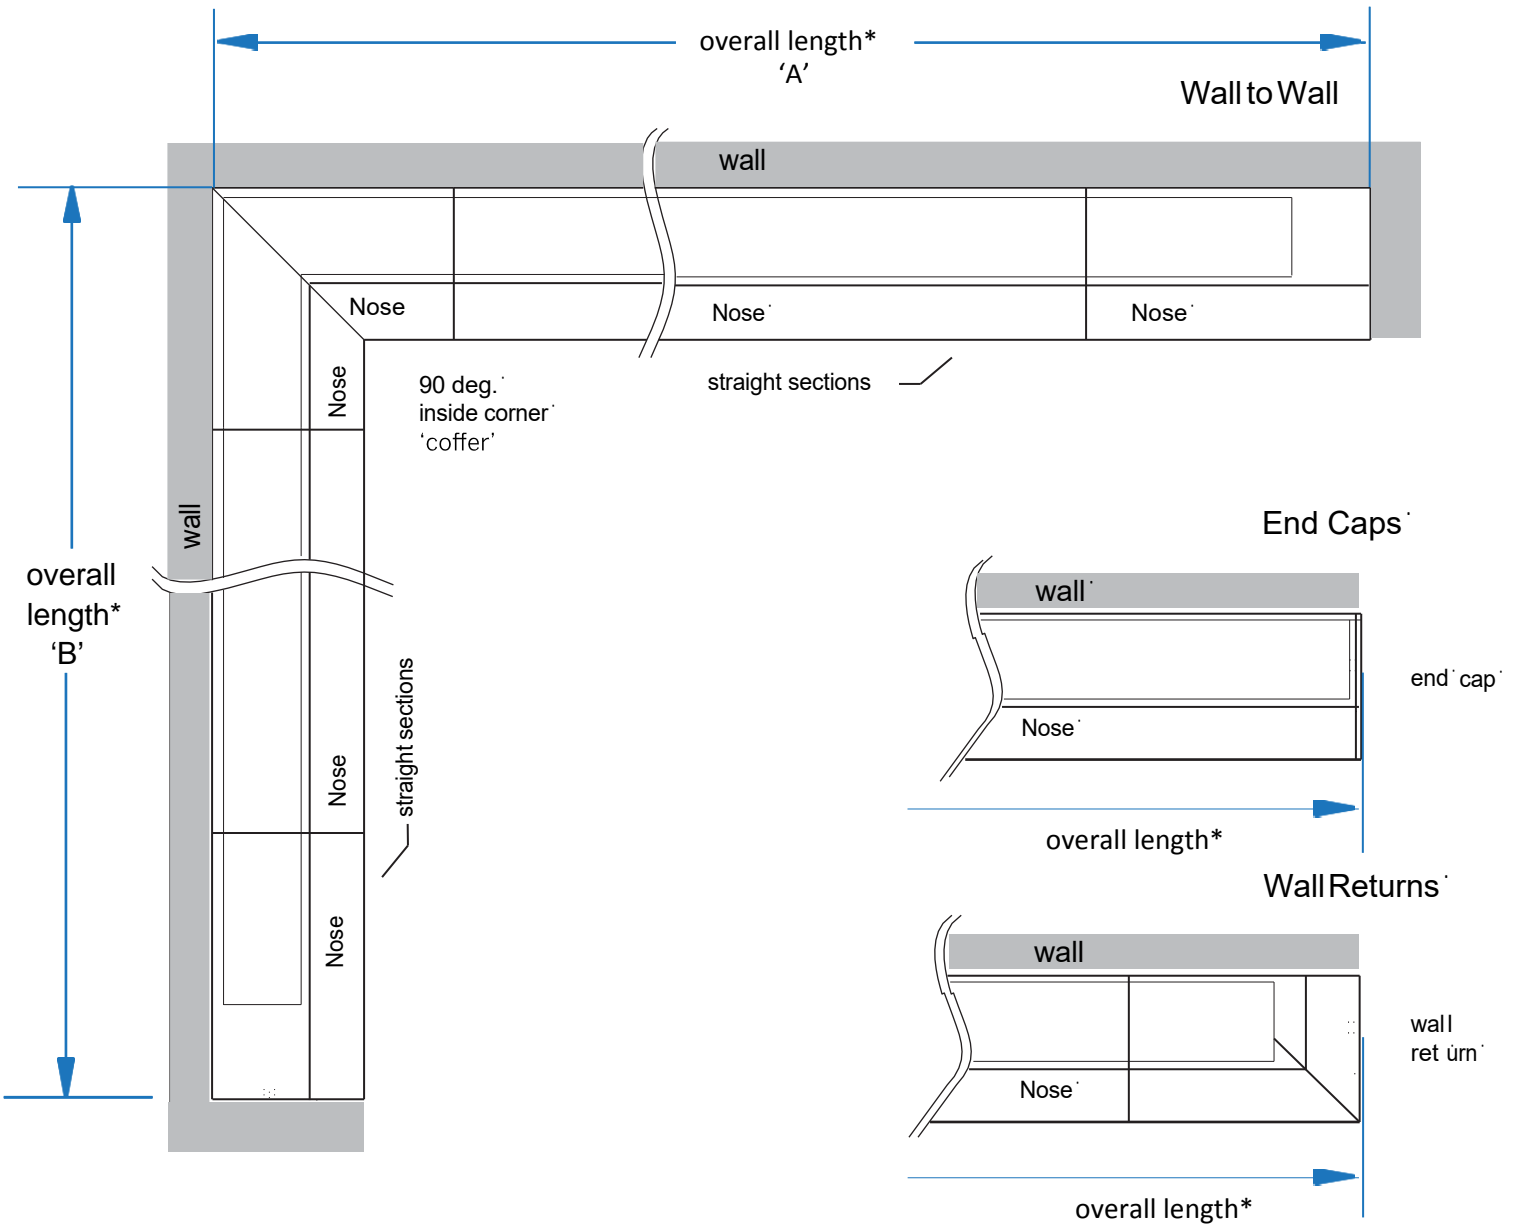 overall length*
‘A’
Wall to Wall
wall
Nose
Nose
Nose
Nose
90 deg.
inside corner
‘coffer’
straight sections
wall
overall
length*
‘B’
straight sections
Nose
Nose
End Caps
wall
end cap
Nose
overall length*
Wall Returns
wall
wall
return
Nose
overall length*